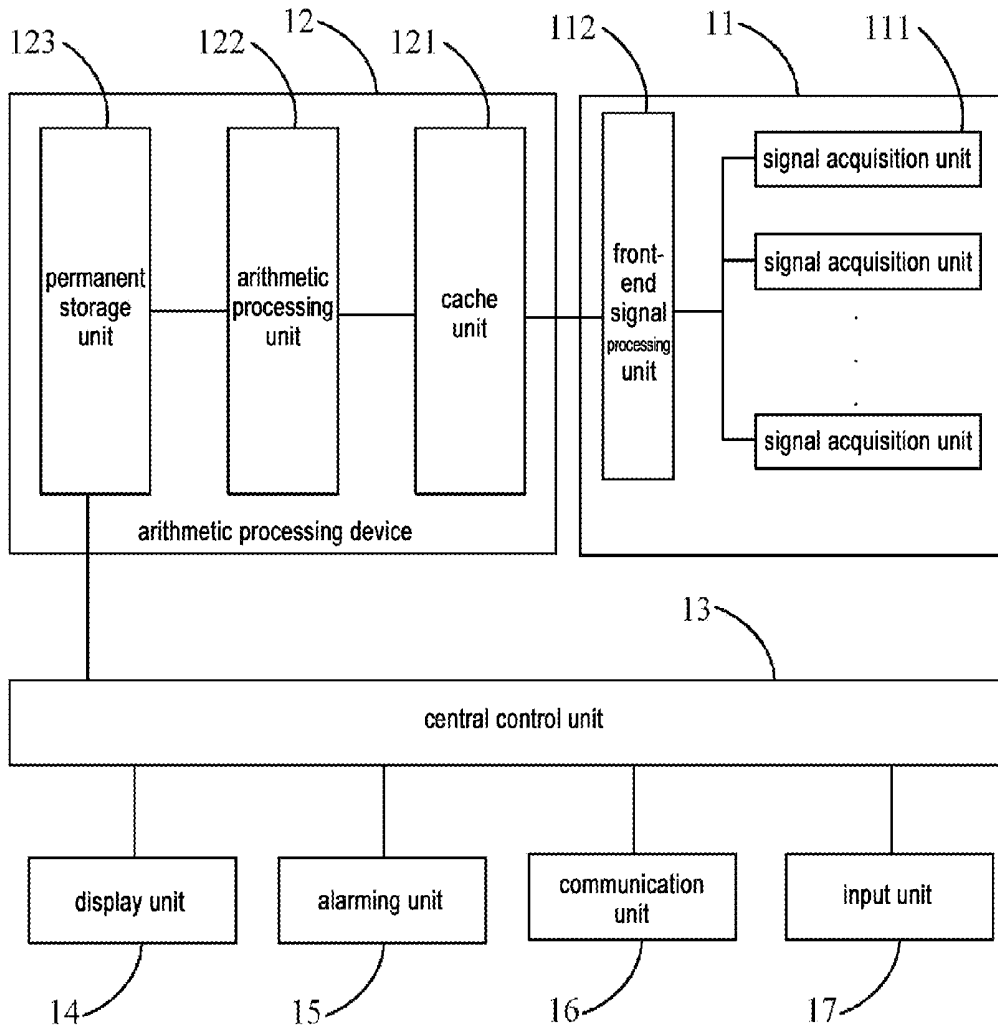 123
122
12
121
112
11
111
permanent
storage
unit
arithmetic
processing
unit
cache
unit
front-
end
signal
processing
unit
signal acquisition unit
signal acquisition unit
signal acquisition unit
arithmetic processing device
13
central control unit
display unit
alarming unit
communication
unit
input unit
14
15
16
17